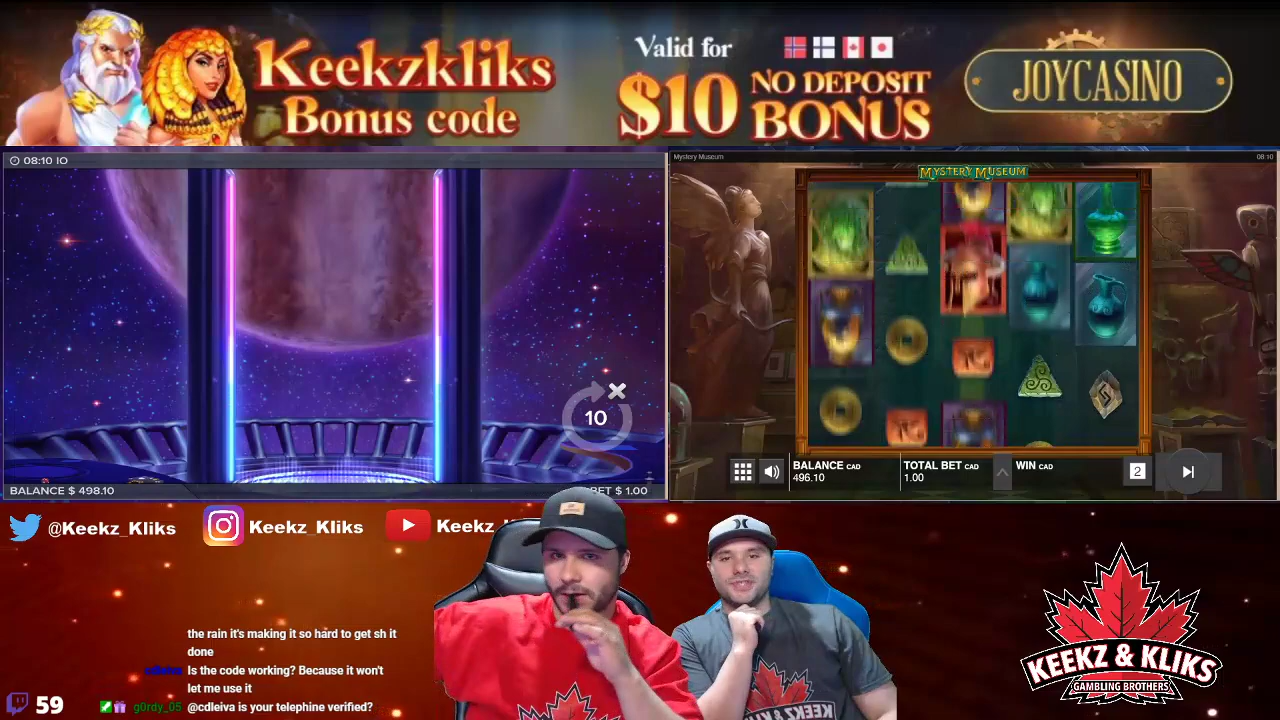 Keekzkliks
Bonus code
Valid for
$10 NO DEPOSIT
BONUS
JOYCASINO
08:10 IO
10
BALANCE $ 498.10
BET $ 1.00
Mystery Museum
08:10
MYSTERY MUSEUM
BALANCE CAD
496.10
TOTAL BET CAD
1.00
WIN CAD
2
@Keekz_Kliks
Keekz_Kliks
Keekz
the rain it's making it so hard to get sh it
done
cdleiva Is the code working? Because it won't
let me use it
g0rdy_05 @cdleiva is your telephine verified?
59
KEEKZ & KLIKS
GAMBLING BROTHERS